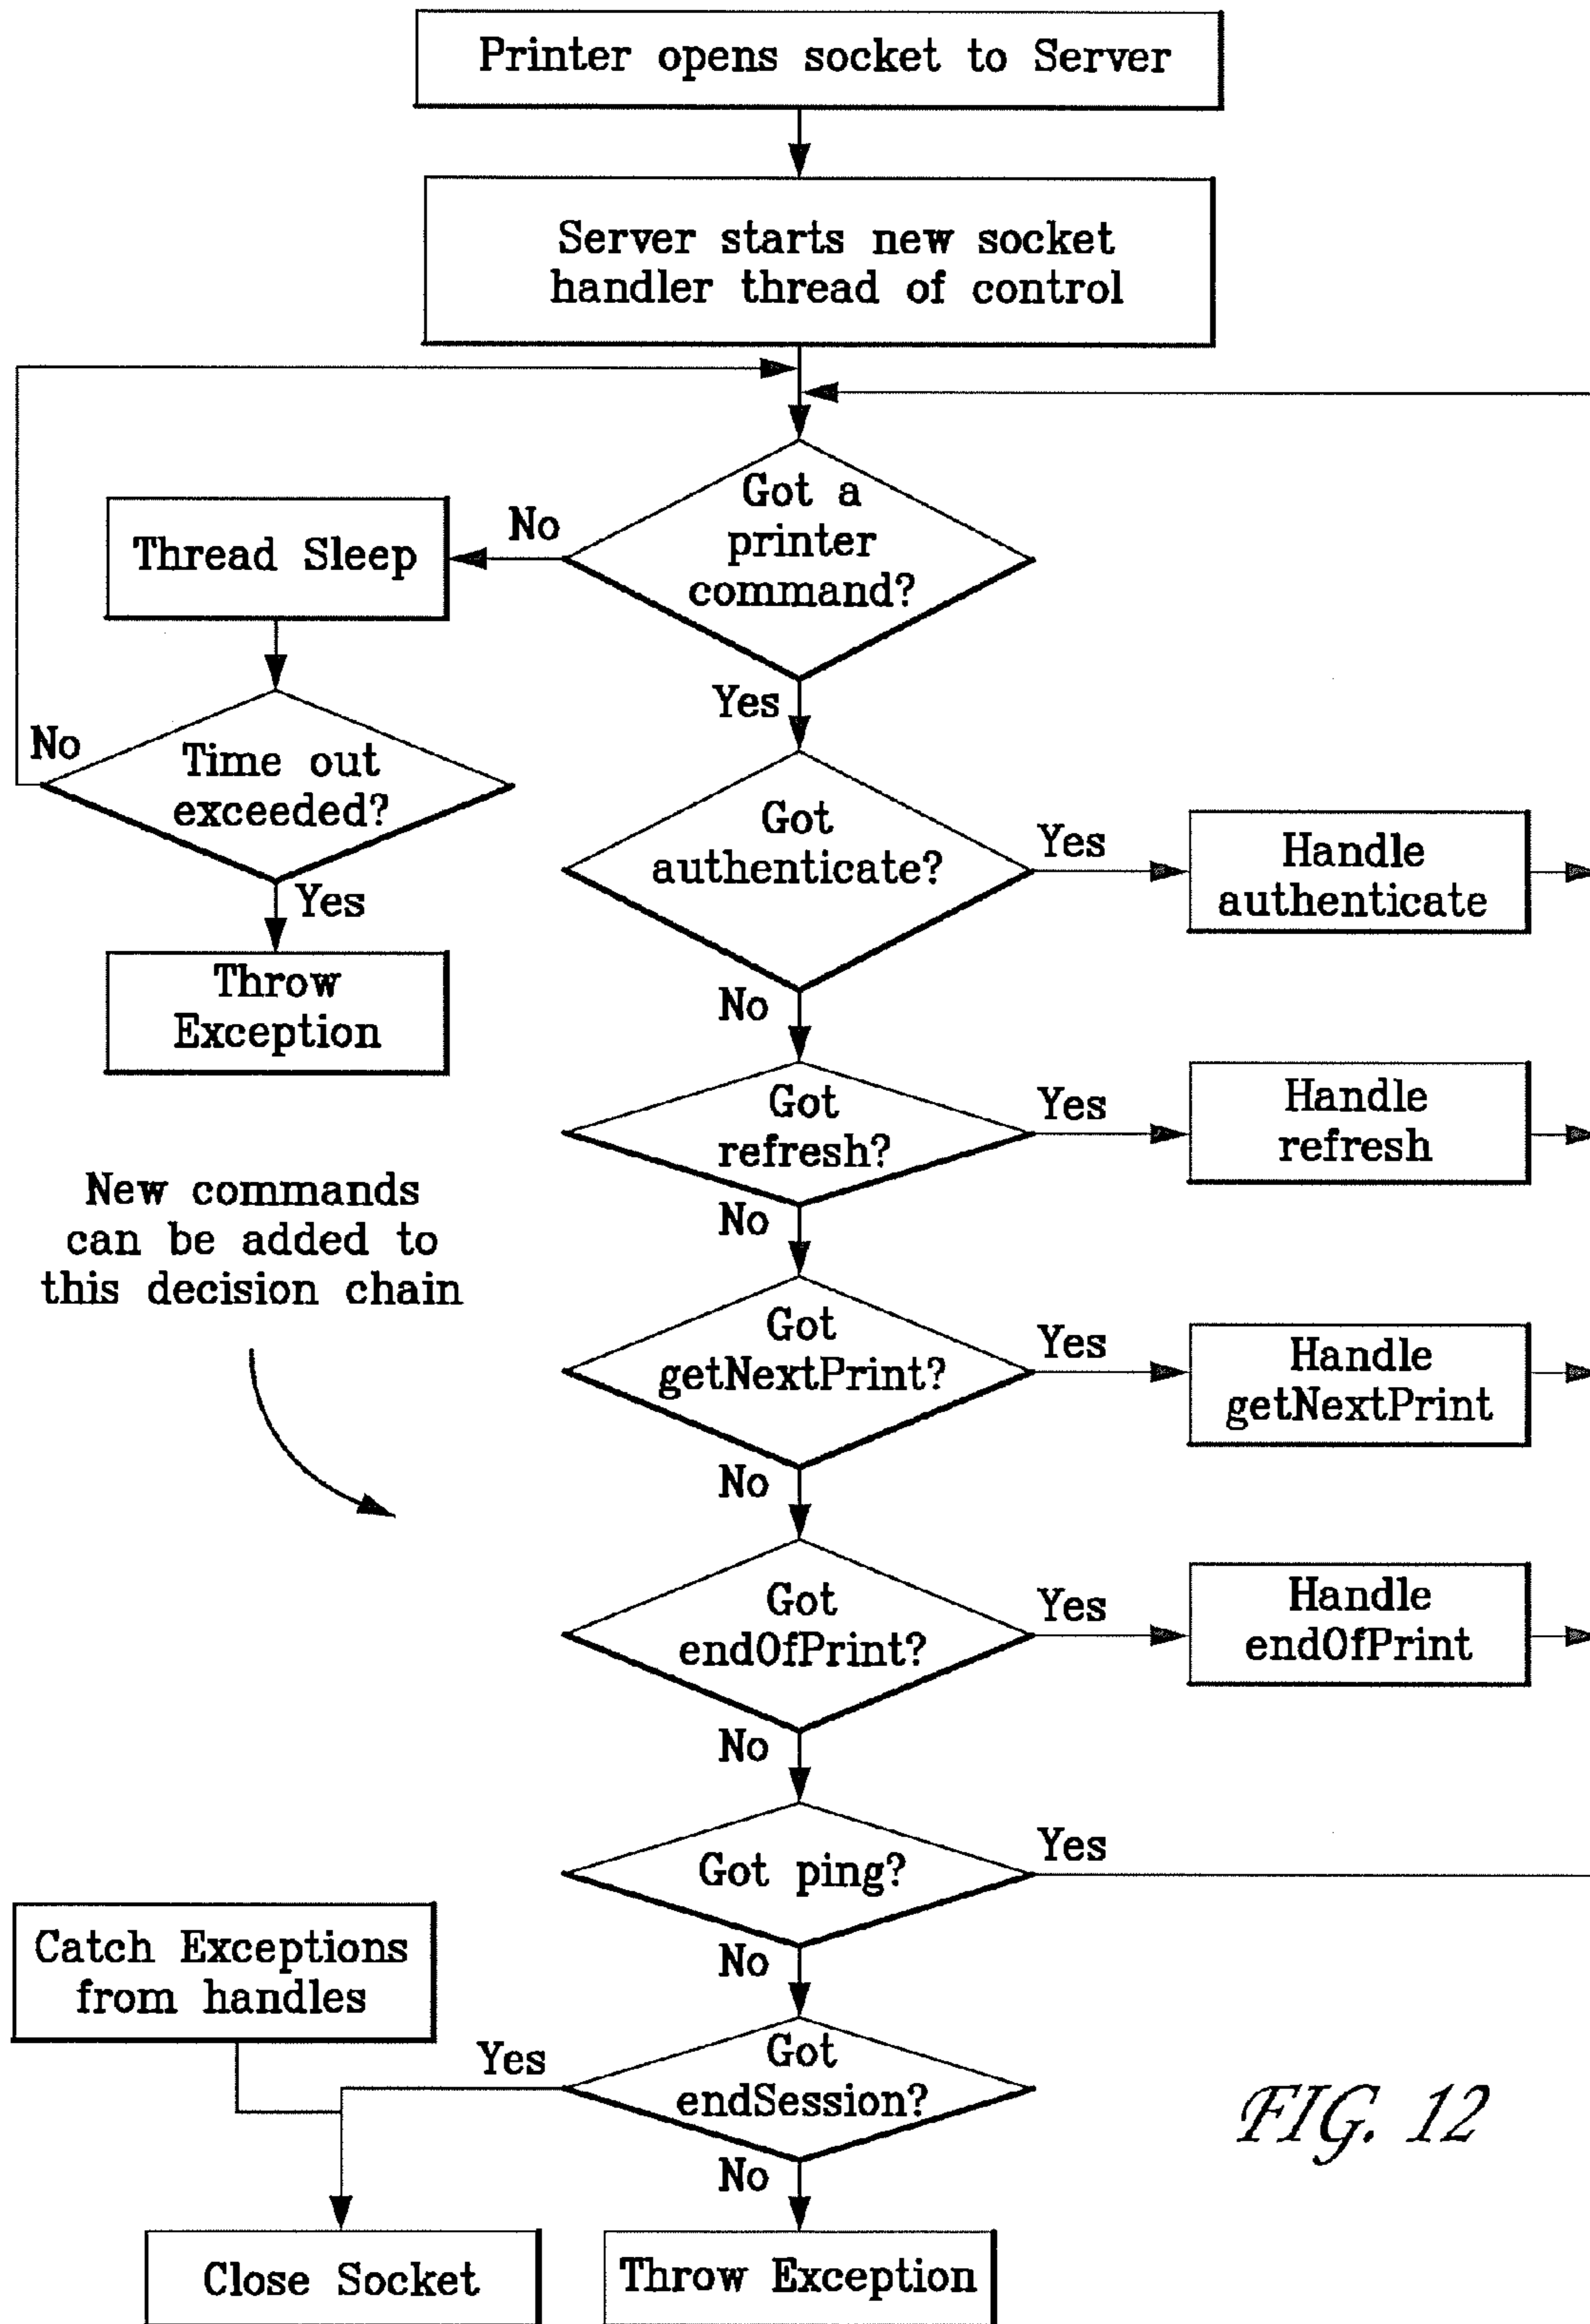 Printer opens socket to Server
Server starts new socket
handler thread of control
Got a
printer
command?
No
Thread Sleep
Yes
Time out
exceeded?
No
Yes
Throw
Exception
Got
authenticate?
Yes
Handle
authenticate
No
Got
refresh?
Yes
Handle
refresh
No
New commands
can be added to
this decision chain
Got
getNextPrint?
Yes
Handle
getNextPrint
No
Got
endOfPrint?
Yes
Handle
endOfPrint
No
Got ping?
Yes
No
Catch Exceptions
from handles
Got
endSession?
Yes
No
Close Socket
Throw Exception
FIG. 12